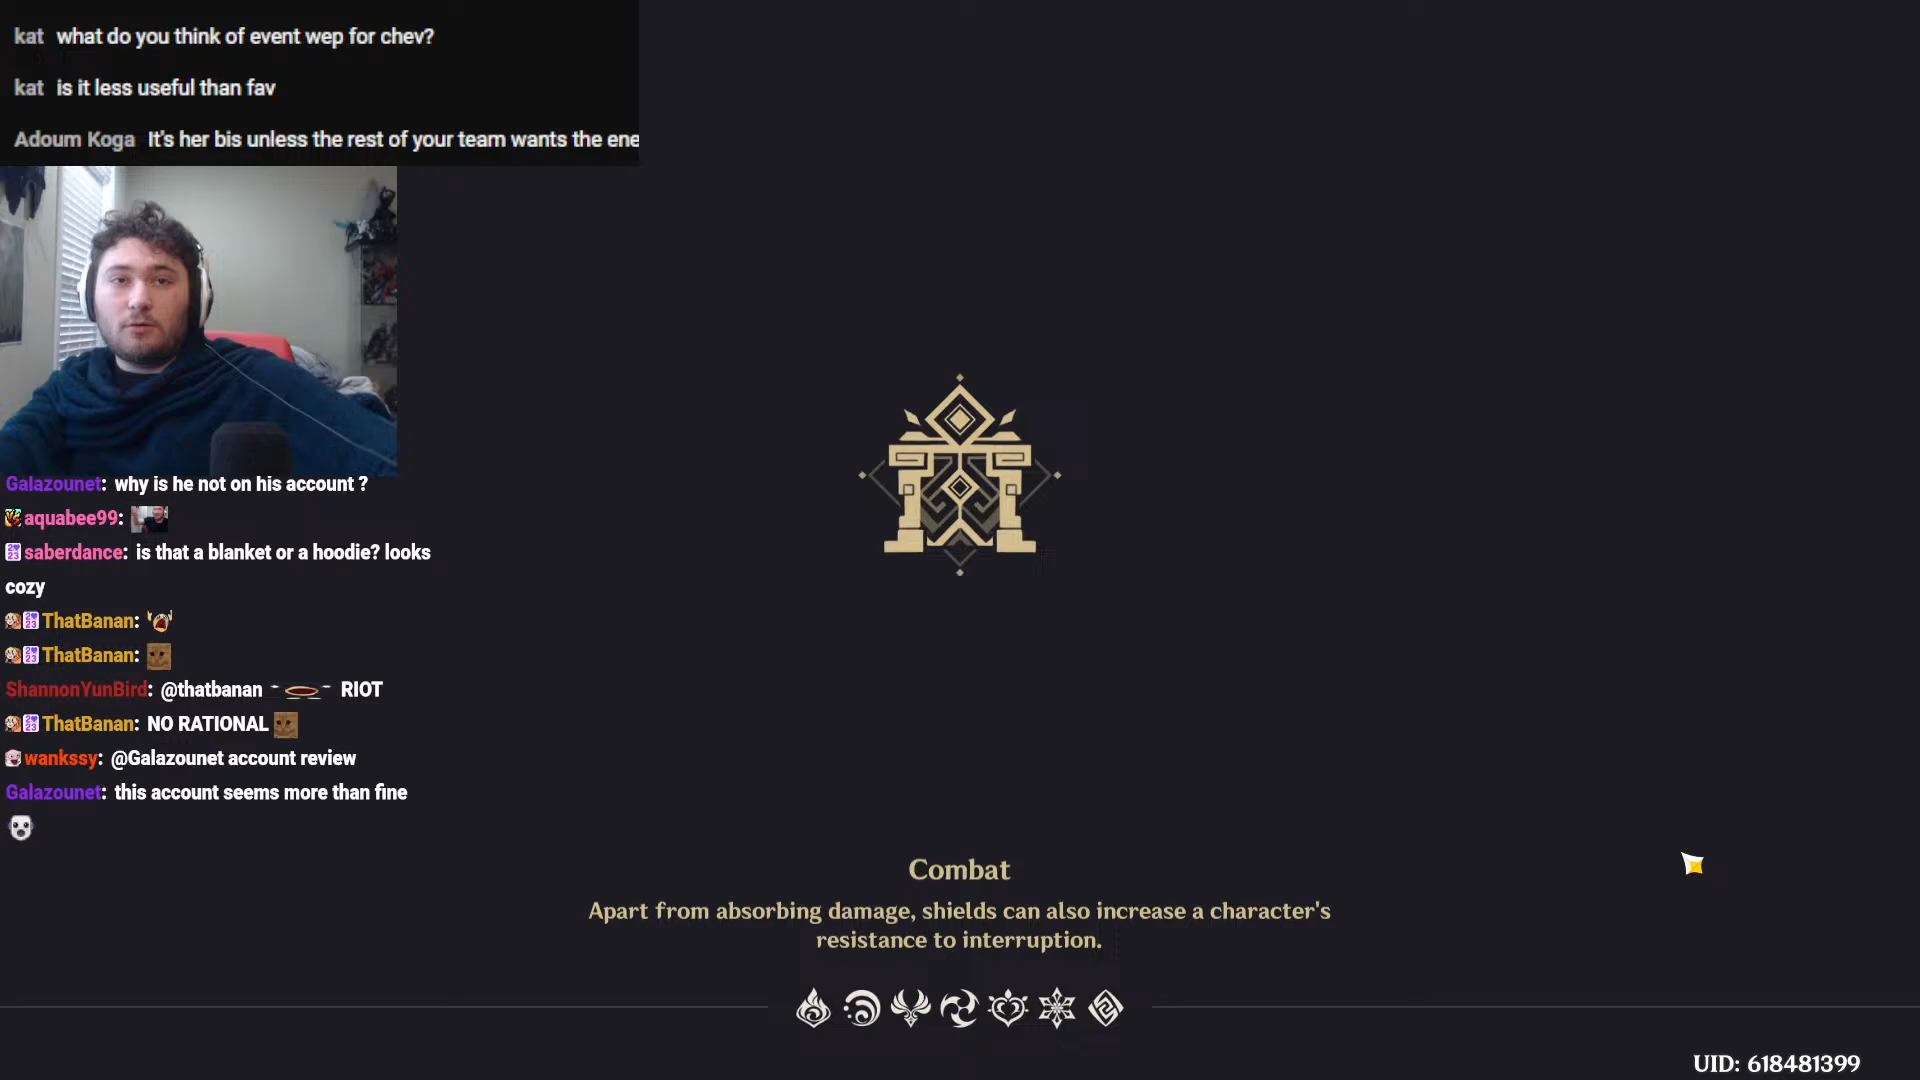 kat what do you think of event wep for chev?
kat is it less useful than fav
Adoum Koga It's her bis unless the rest of your team wants the ene
Galazounet: why is he not on his account ?
aquabee99:
saberdance: is that a blanket or a hoodie? looks
cozy
ThatBanan:
ThatBanan:
ShannonYunBird: @thatbanan RIOT
ThatBanan: NO RATIONAL
wankssy: @Galazounet account review
Galazounet: this account seems more than fine
Combat
Apart from absorbing damage, shields can also increase a character's
resistance to interruption.
UID: 618481399